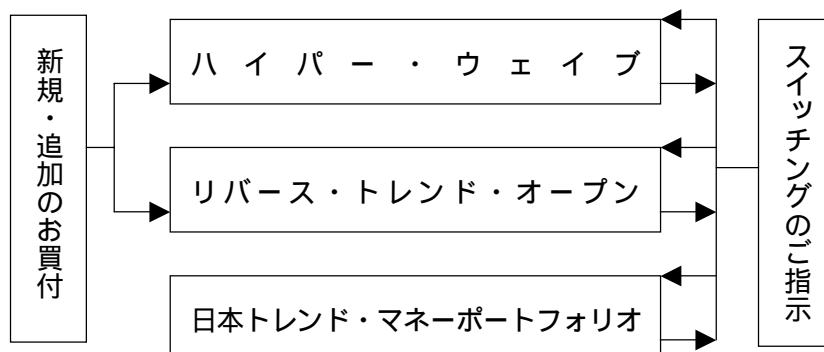 新規・追加のお買付
ハイパー・ウェイブ
リバース・トレンド・オープン
日本トレンド・マネーポートフォリオ
スイッチングのご指示